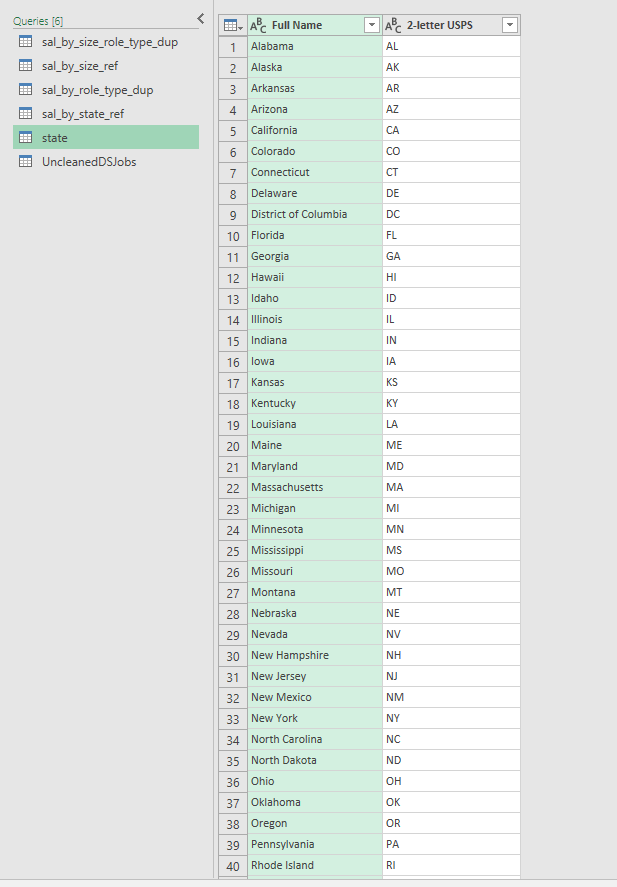 Queries [6]
sal_by_size_role_type_dup
sal_by_size_ref
sal_by_role_type_dup
sal_by_state_ref
state
UncleanedDSJobs
ABC Full Name ABC 2-letter USPS
1 Alabama AL
2 Alaska AK
3 Arkansas AR
4 Arizona AZ
5 California CA
6 Colorado CO
7 Connecticut CT
8 Delaware DE
9 District of Columbia DC
10 Florida FL
11 Georgia GA
12 Hawaii HI
13 Idaho ID
14 Illinois IL
15 Indiana IN
16 Iowa IA
17 Kansas KS
18 Kentucky KY
19 Louisiana LA
20 Maine ME
21 Maryland MD
22 Massachusetts MA
23 Michigan MI
24 Minnesota MN
25 Mississippi MS
26 Missouri MO
27 Montana MT
28 Nebraska NE
29 Nevada NV
30 New Hampshire NH
31 New Jersey NJ
32 New Mexico NM
33 New York NY
34 North Carolina NC
35 North Dakota ND
36 Ohio OH
37 Oklahoma OK
38 Oregon OR
39 Pennsylvania PA
40 Rhode Island RI